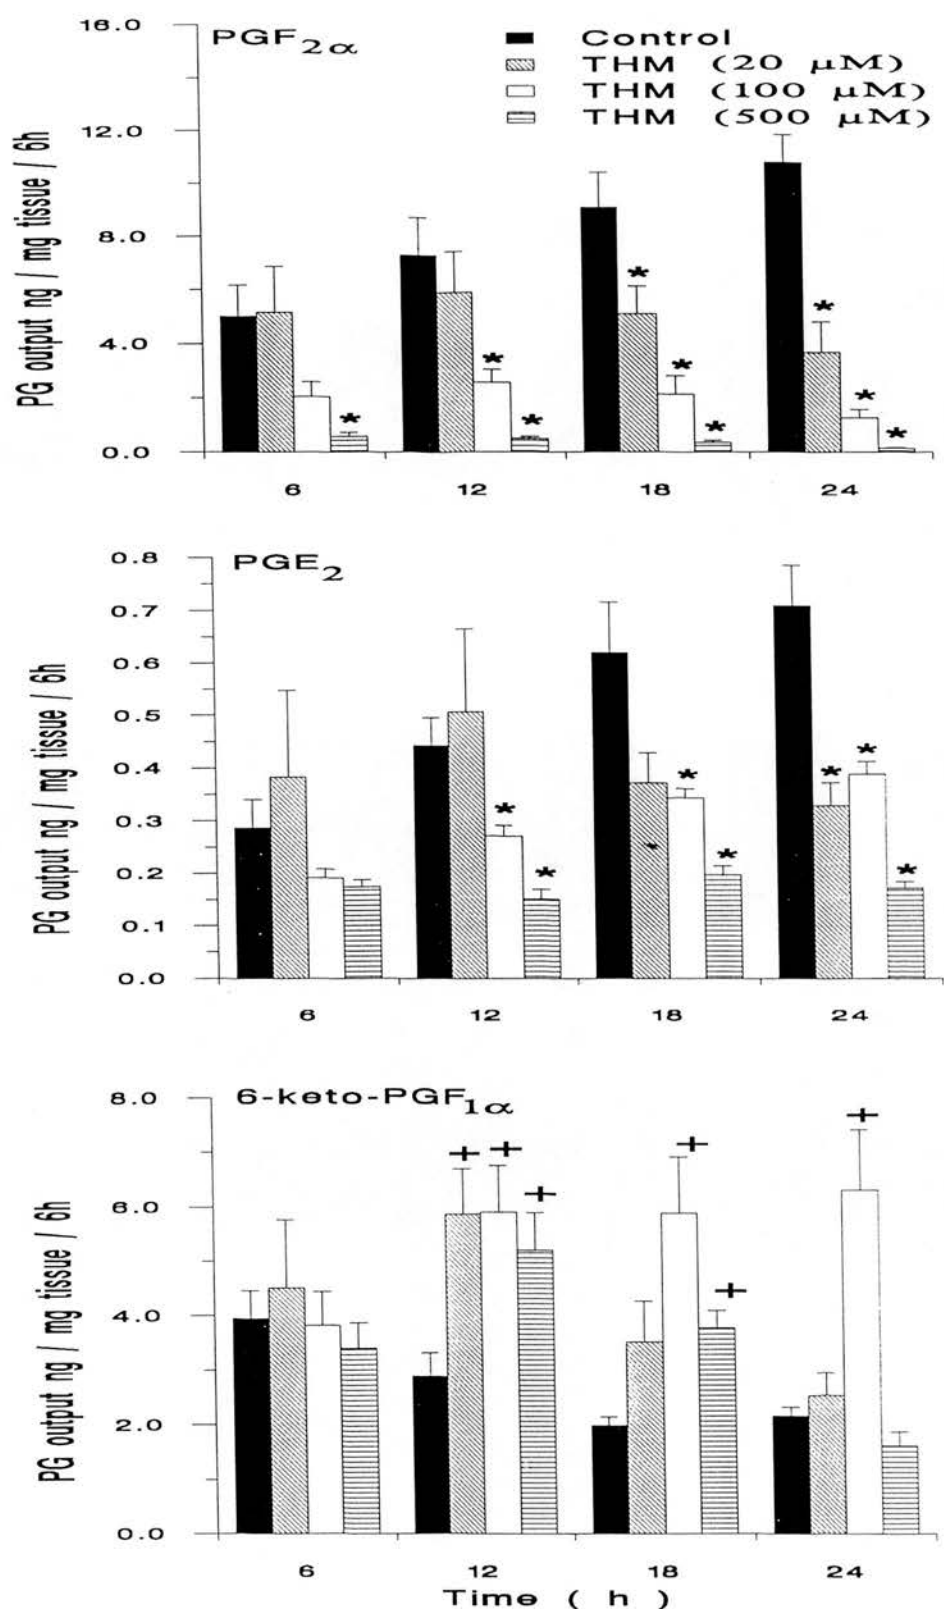 PGF2α
Control
THM (20 μM)
THM (100 μM)
THM (500 μM)
PG output ng / mg tissue / 6h
16.0
12.0
8.0
4.0
0.0
* * * * * * * * *
6 12 18 24
PGE2
PG output ng / mg tissue / 6h
0.8
0.7
0.6
0.5
0.4
0.3
0.2
0.1
0.0
* * * * * * *
6 12 18 24
6-keto-PGF1α
PG output ng / mg tissue / 6h
8.0
6.0
4.0
2.0
0.0
+ + + + + +
6 12 18 24
Time ( h )